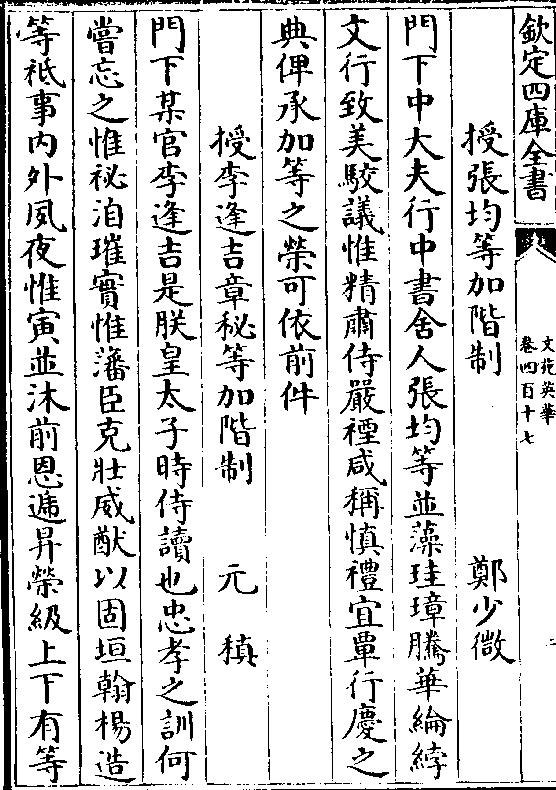 欽定四庫全書
文苑英華
卷四百十七
授張均等加階制 鄭少微
門下中大夫行中書舍人張均等並藻珪璋騰華綸綍
文行致美駮議惟精肅侍嚴禋咸稱慎禮宜覃行慶之
典俾承加等之榮可依前件
授李逢吉章秘等加階制 元稹
門下某官李逢吉是朕皇太子時侍讀也忠孝之訓何
嘗忘之惟祕洎璀實惟藩臣克壯威猷以固垣翰楊造
等祗事内外夙夜惟寅並沐前恩遞昇榮級上下有等